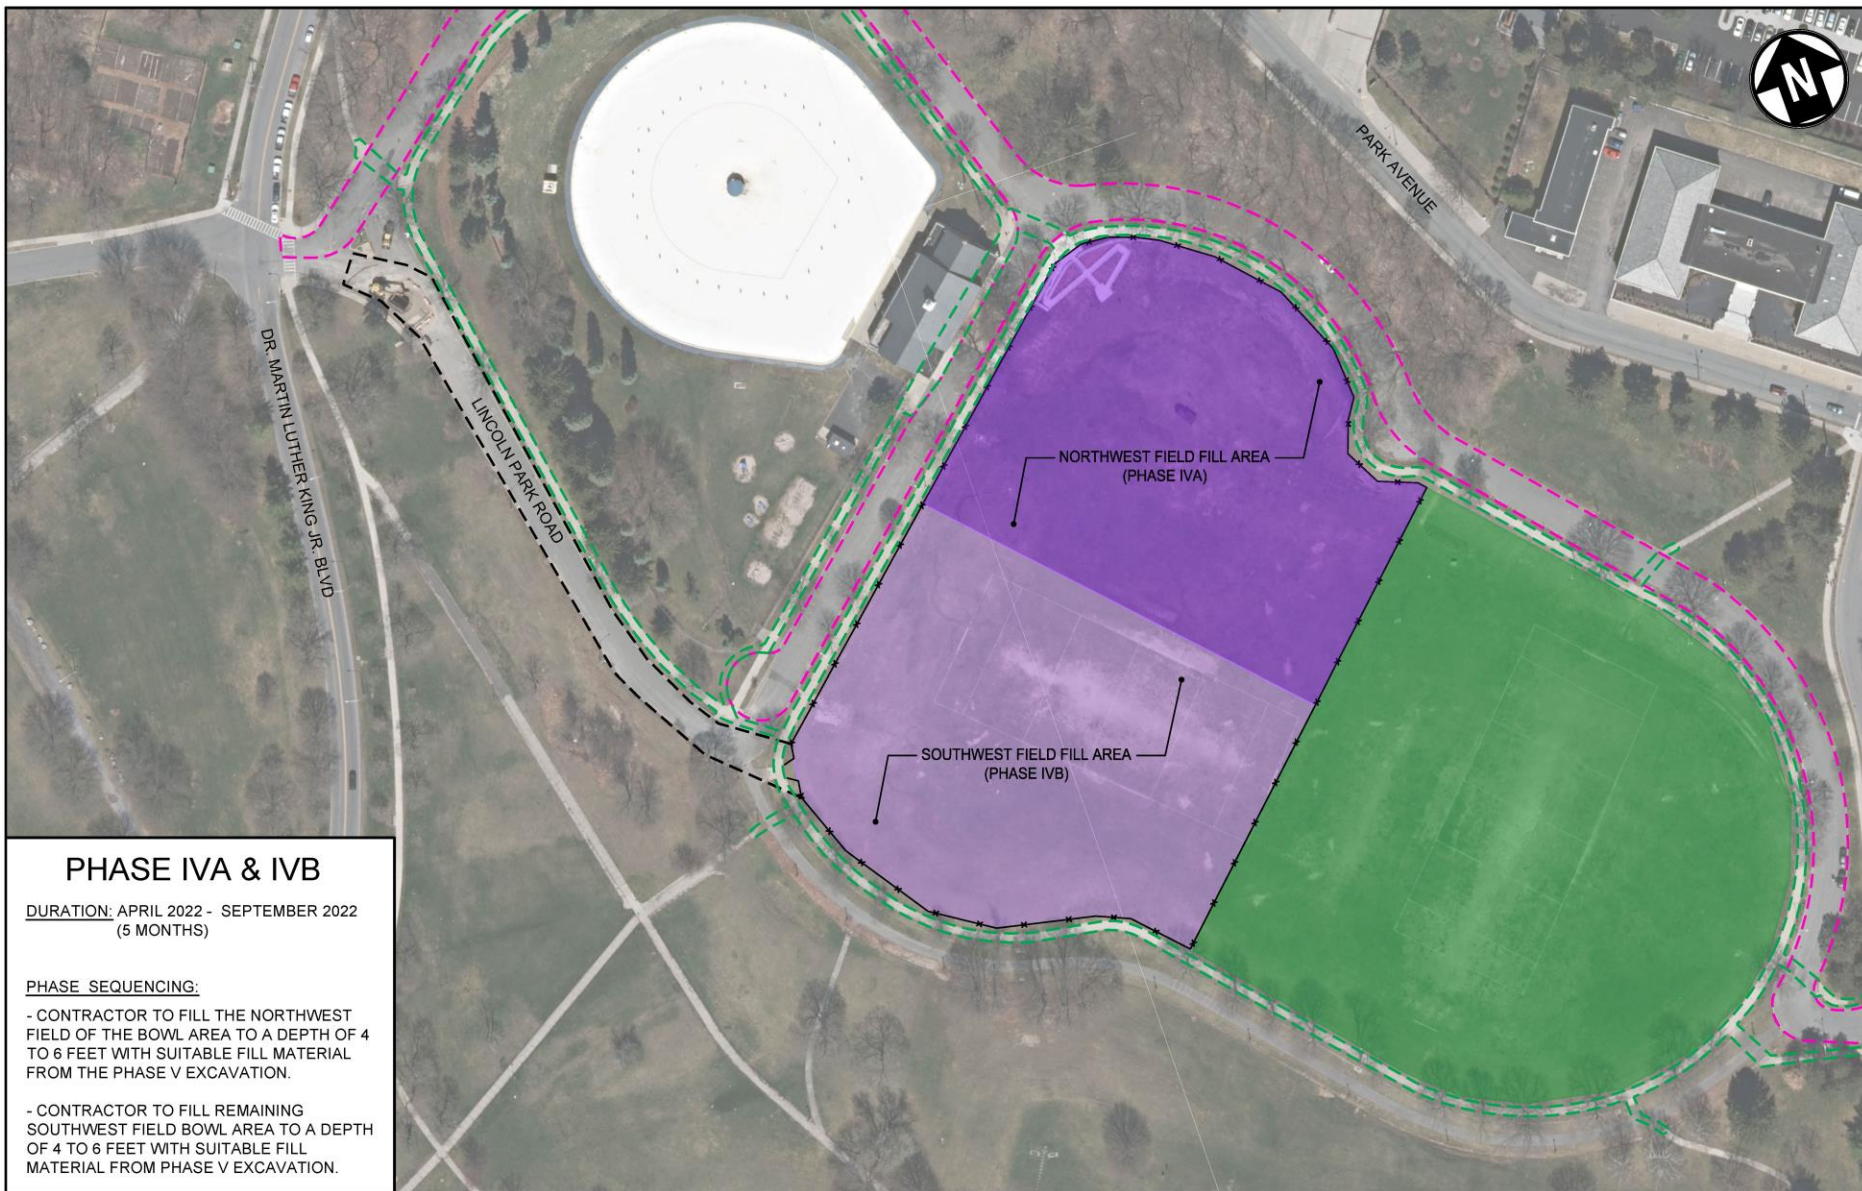 N
PARK AVENUE
DR. MARTIN LUTHER KING JR. BLVD
LINCOLN PARK ROAD
NORTHWEST FIELD FILL AREA
(PHASE IVA)
SOUTHWEST FIELD FILL AREA
(PHASE IVB)
PHASE IVA & IVB
DURATION: APRIL 2022 - SEPTEMBER 2022
(5 MONTHS)
PHASE SEQUENCING:
- CONTRACTOR TO FILL THE NORTHWEST
FIELD OF THE BOWL AREA TO A DEPTH OF 4
TO 6 FEET WITH SUITABLE FILL MATERIAL
FROM THE PHASE V EXCAVATION.
- CONTRACTOR TO FILL REMAINING
SOUTHWEST FIELD BOWL AREA TO A DEPTH
OF 4 TO 6 FEET WITH SUITABLE FILL
MATERIAL FROM PHASE V EXCAVATION.